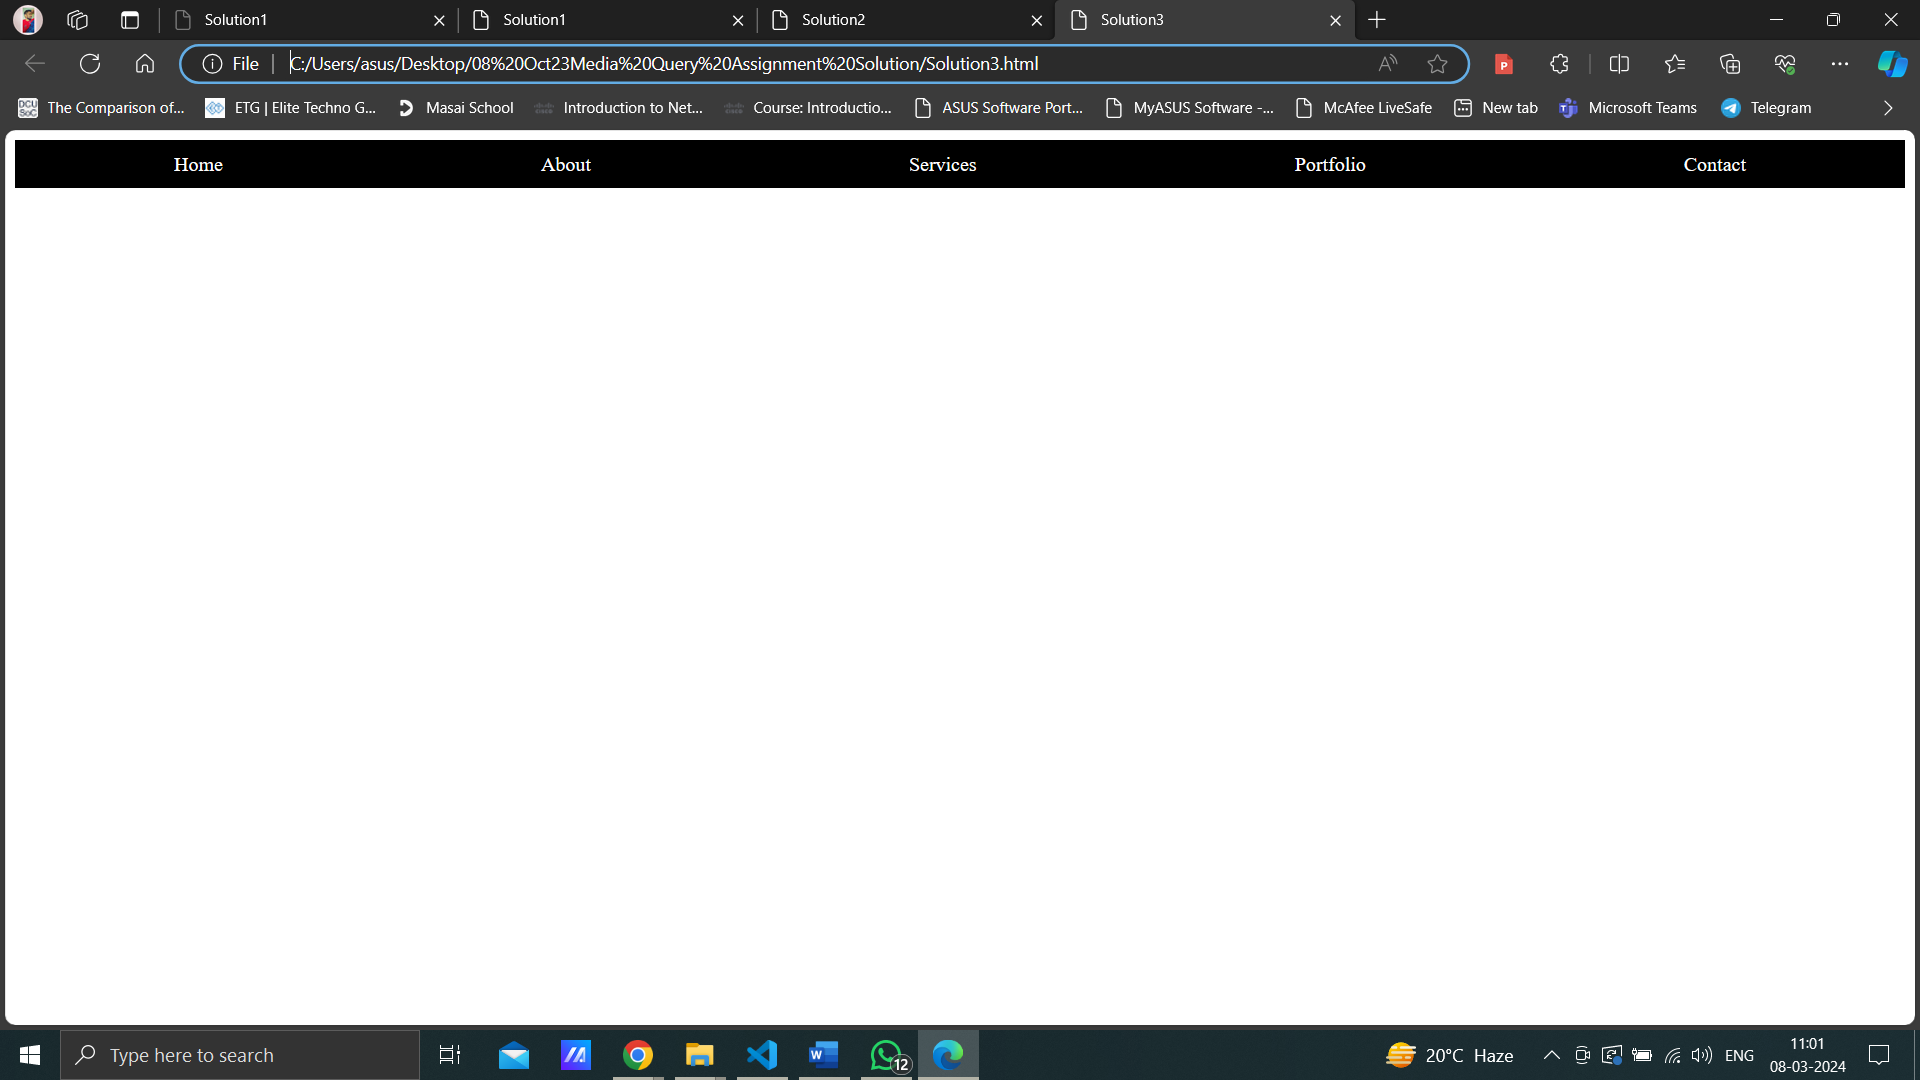 Solution1
Solution1
Solution2
Solution3
File
C:/Users/asus/Desktop/08%20Oct23Media%20Query%20Assignment%20Solution/Solution3.html
The Comparison of...
ETG | Elite Techno G...
Masai School
Introduction to Net...
Course: Introductio...
ASUS Software Port...
MyASUS Software -...
McAfee LiveSafe
New tab
Microsoft Teams
Telegram
Home
About
Services
Portfolio
Contact
Type here to search
12
20°C Haze
ENG
11:01
08-03-2024